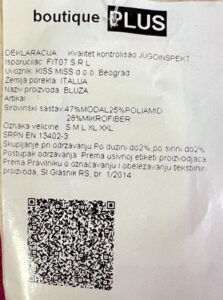 boutique PLUS
DEKLARACIJA Kvalitet kontrolisao JUGOINSPEKT
Isporučilac FIT07 S.R.L.
Uvoznik KISS MISS d.o.o. Beograd
Zemlja porekla ITALIJA
Naziv proizvoda BLUZA
Artikal
Sirovinski sastav 47%MODAL25%POLIAMID
28%MIKROFIBER
Oznaka veličine S M L XL XXL
SRPN EN 13402-3
Skupljanje pri održavanju Po dužini do2%, po širini do2%
Postupak održavanja Prema ušivnoj etiketi proizvodjača
Prema Pravilniku o označavanju i obeležavanju tekstilnih
proizvoda, Sl Glasnik RS, br. 1/2014